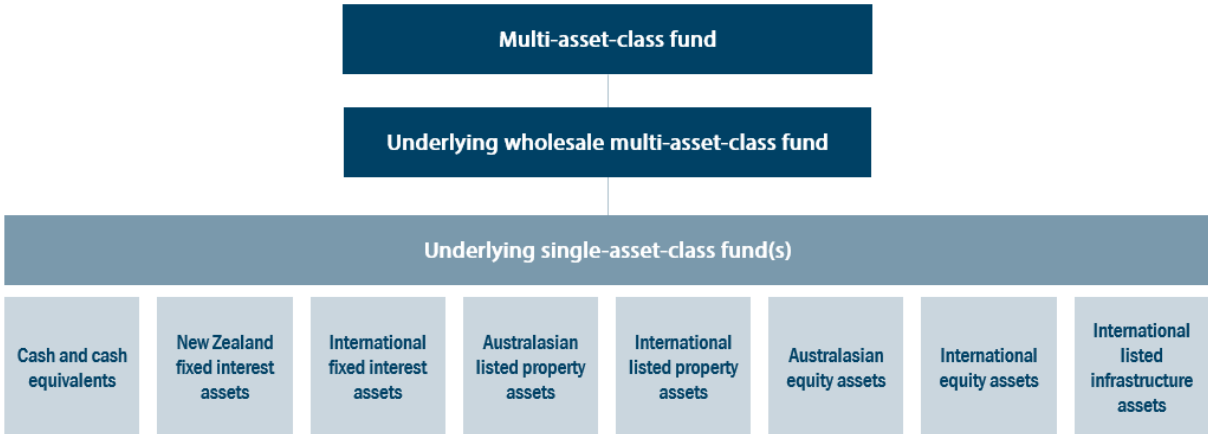 Multi-asset-class fund
Underlying wholesale multi-asset-class fund
Underlying single-asset-class fund(s)
Cash and cash
equivalents
New Zealand
fixed interest
assets
International
fixed interest
assets
Australasian
listed property
assets
International
listed property
assets
Australasian
equity assets
International
equity assets
International
listed
infrastructure
assets